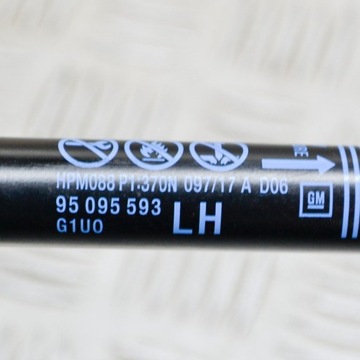 HPM088 P1:370N 097/17 A D06
95 095 593 LH
G1U0
GM